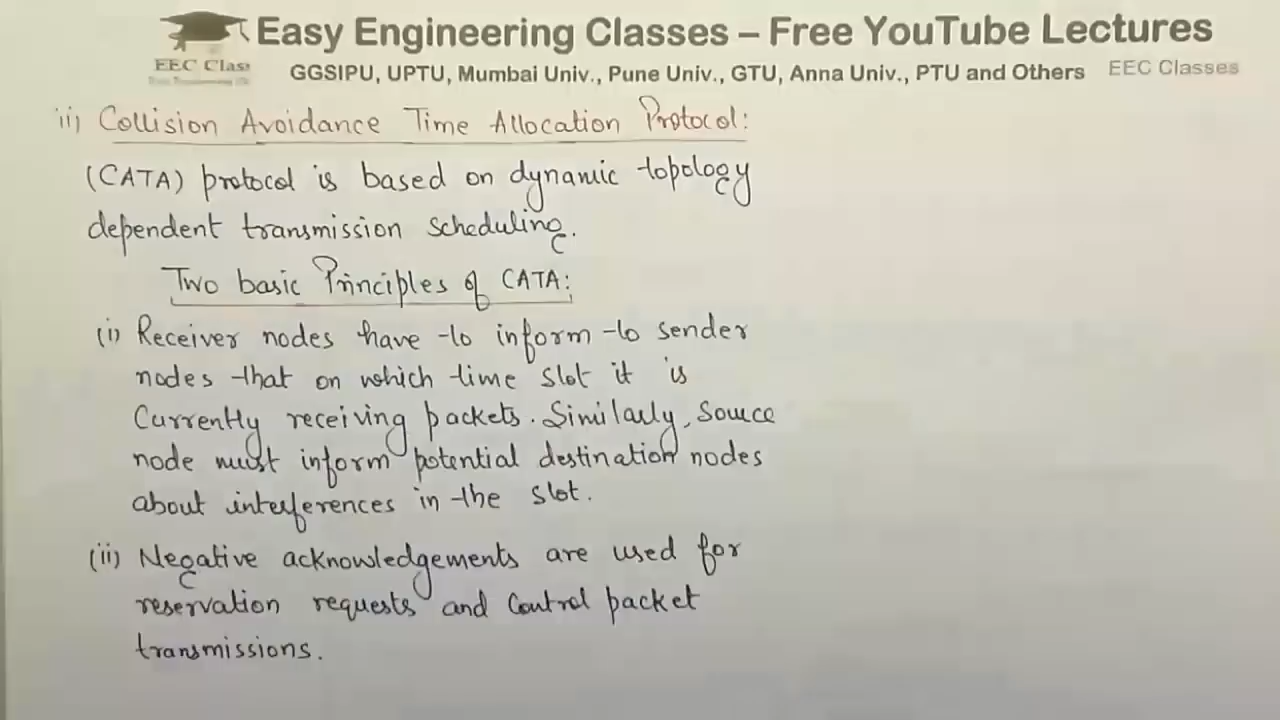 Easy Engineering Classes – Free YouTube Lectures
EEC Clas
GGSIPU, UPTU, Mumbai Univ., Pune Univ., GTU, Anna Univ., PTU and Others
EEC Classes
ii) Collision Avoidance Time Allocation Protocol:
(CATA) protocol is based on dynamic topology
dependent transmission scheduling.
Two basic Principles of CATA:
(i) Receiver nodes have to inform to sender
nodes that on which time slot it is
Currently receiving packets. Similarly, Source
node must inform potential destination nodes
about interferences in the slot.
(ii) Negative acknowledgements are used for
reservation requests and Control packet
transmissions.